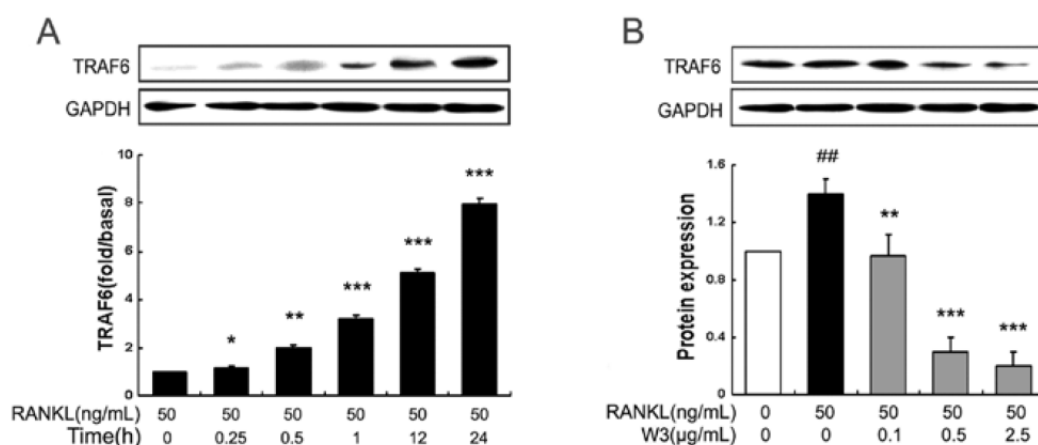 A
TRAF6
GAPDH
TRAF6(fold/basal)
10
8
6
4
2
0
*
**
***
***
***
RANKL(ng/mL) 50 50 50 50 50 50
Time(h) 0 0.25 0.5 1 12 24
B
TRAF6
GAPDH
Protein expression
1.6
1.2
0.8
0.4
0
##
**
***
***
RANKL(ng/mL) 0 50 50 50 50
W3(μg/mL) 0 0 0.1 0.5 2.5